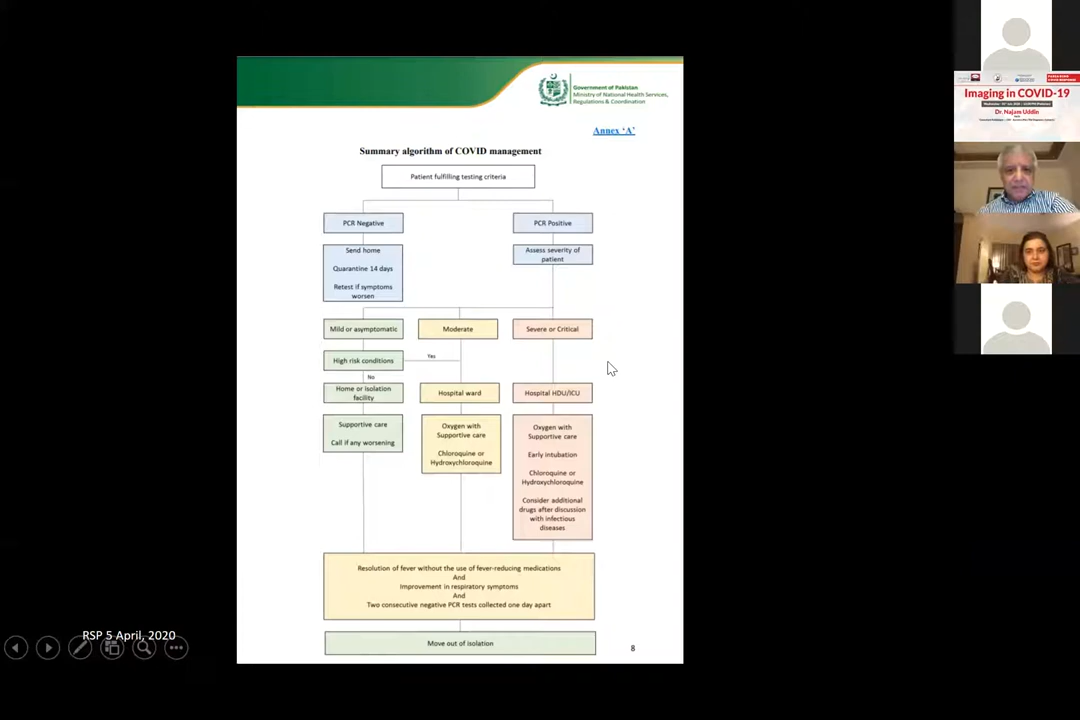 Government of Pakistan
Ministry of National Health Services,
Regulations & Coordination
Annex ‘A’
Summary algorithm of COVID management
Patient fulfilling testing criteria
PCR Negative
PCR Positive
Send home
Quarantine 14 days
Retest if symptoms
worsen
Assess severity of
patient
Mild or asymptomatic
Moderate
Severe or Critical
High risk conditions
Yes
No
Home or isolation
facility
Hospital ward
Hospital HDU/ICU
Supportive care
Call if any worsening
Oxygen with
Supportive care
Chloroquine or
Hydroxychloroquine
Oxygen with
Supportive care
Early intubation
Chloroquine or
Hydroxychloroquine
Consider additional
drugs after discussion
with infectious
diseases
Resolution of fever without the use of fever-reducing medications
And
Improvement in respiratory symptoms
And
Two consecutive negative PCR tests collected one day apart
Move out of isolation
8
RSP 5 April, 2020
Imaging in COVID-19
Dr. Najam Uddin